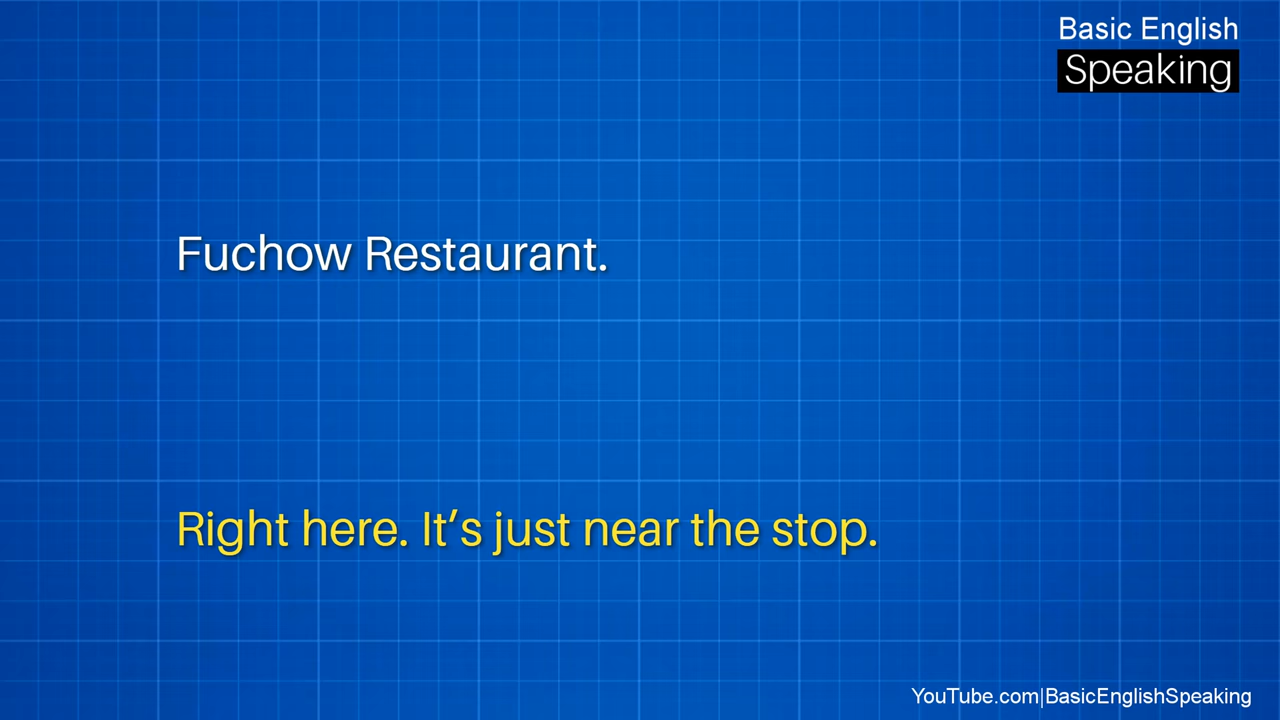 Basic English
Speaking
Fuchow Restaurant.
Right here. It’s just near the stop.
YouTube.com|BasicEnglishSpeaking